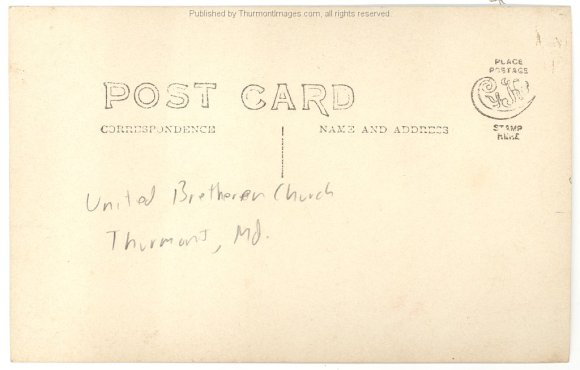 Published by ThurmontImages.com, all rights reserved.
PLACE
POSTAGE
POST CARD
CORRESPONDENCE
NAME AND ADDRESS
STAMP
HERE
United Bretheren Church
Thurmont, Md.